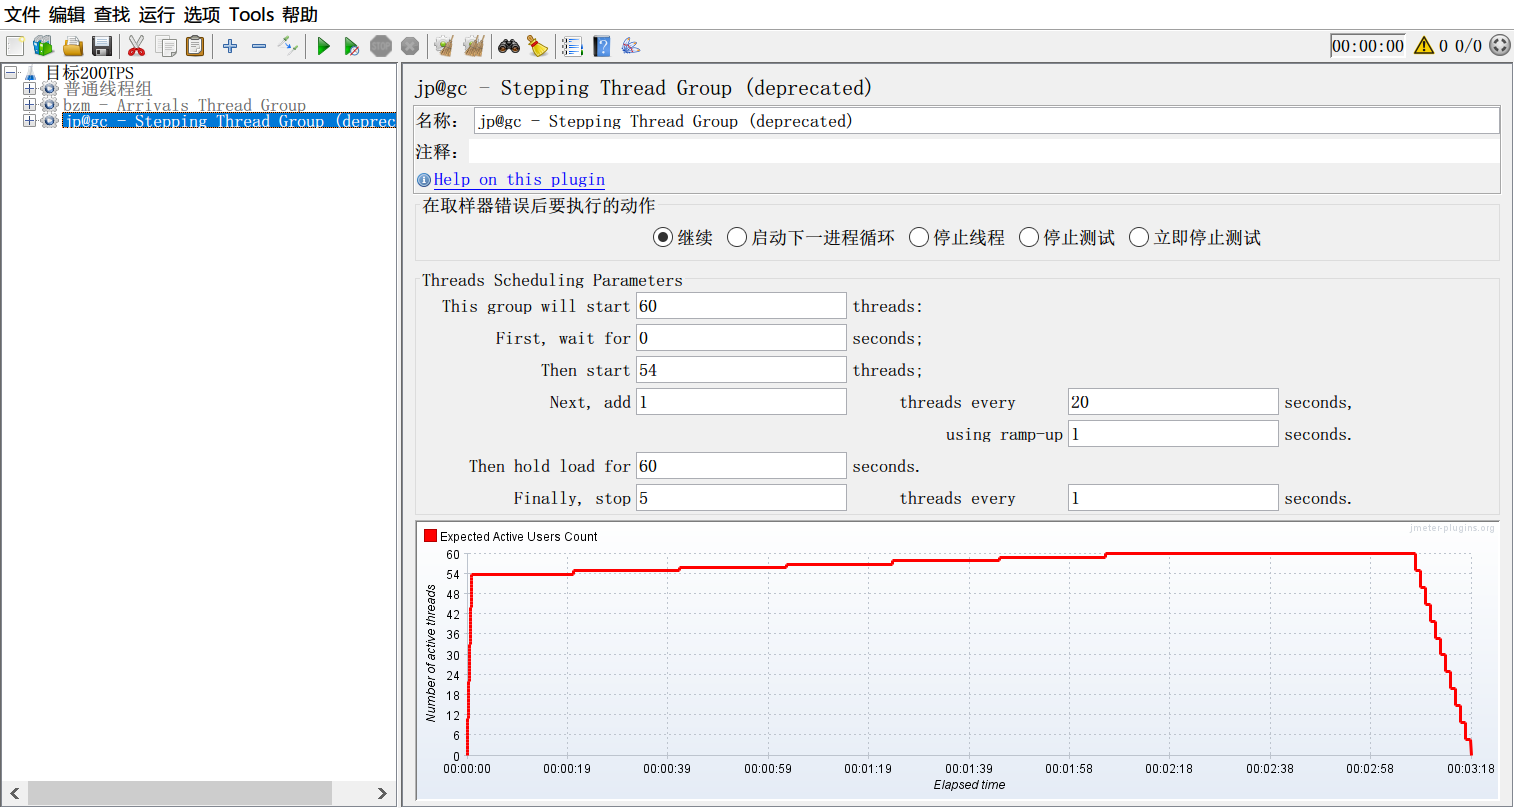 文件 编辑 查找 运行 选项 Tools 帮助
STOP
00:00:00 0 0/0
目标200TPS
普通线程组
bzm - Arrivals Thread Group
jp@gc - Stepping Thread Group (deprec
jp@gc - Stepping Thread Group (deprecated)
名称： jp@gc - Stepping Thread Group (deprecated)
注释：
Help on this plugin
在取样器错误后要执行的动作
继续 启动下一进程循环 停止线程 停止测试 立即停止测试
Threads Scheduling Parameters
This group will start 60 threads:
First, wait for 0 seconds;
Then start 54 threads;
Next, add 1 threads every 20 seconds,
using ramp-up 1 seconds.
Then hold load for 60 seconds.
Finally, stop 5 threads every 1 seconds.
jmeter-plugins.org
Expected Active Users Count
60
54
48
42
36
30
24
18
12
6
0
Number of active threads
00:00:00 00:00:19 00:00:39 00:00:59 00:01:19 00:01:39 00:01:58 00:02:18 00:02:38 00:02:58 00:03:18
Elapsed time